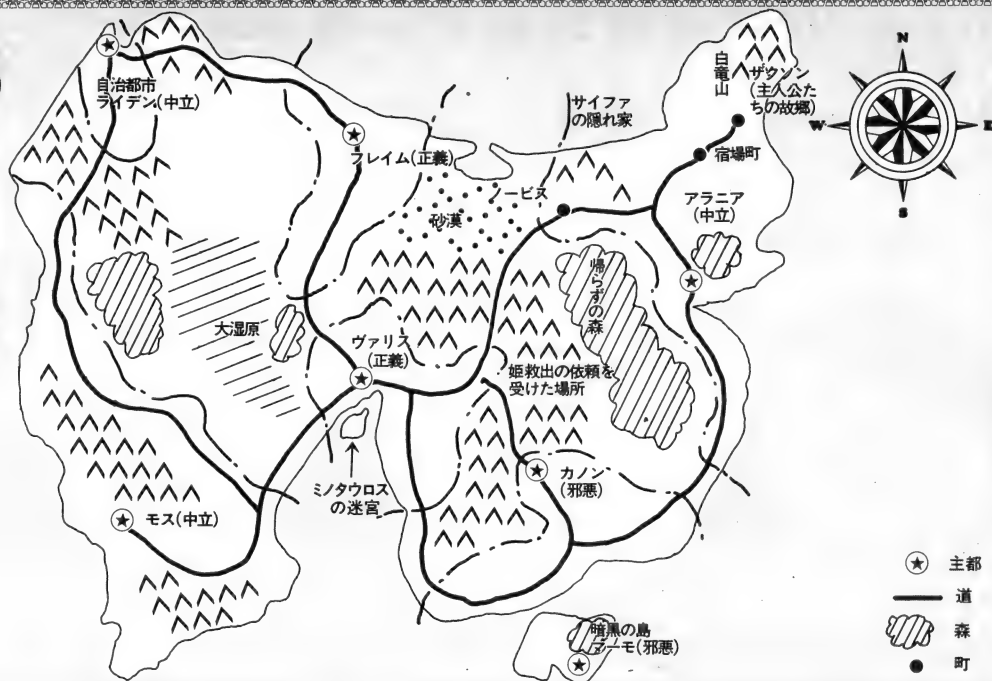 自治都市
ライデン(中立)
フレイム(正義)
砂漠
ノービス
サイファ
の隠れ家
白竜山
ザクソン
(主人公た
ちの故郷)
宿場町
アラニア
(中立)
帰らずの森
大湿原
ヴァリス
(正義)
姫救出の依頼を
受けた場所
ミノタウロス
の迷宮
カノン
(邪悪)
モス(中立)
暗黒の島
マーモ(邪悪)
N
W
E
S
主都
道
森
町